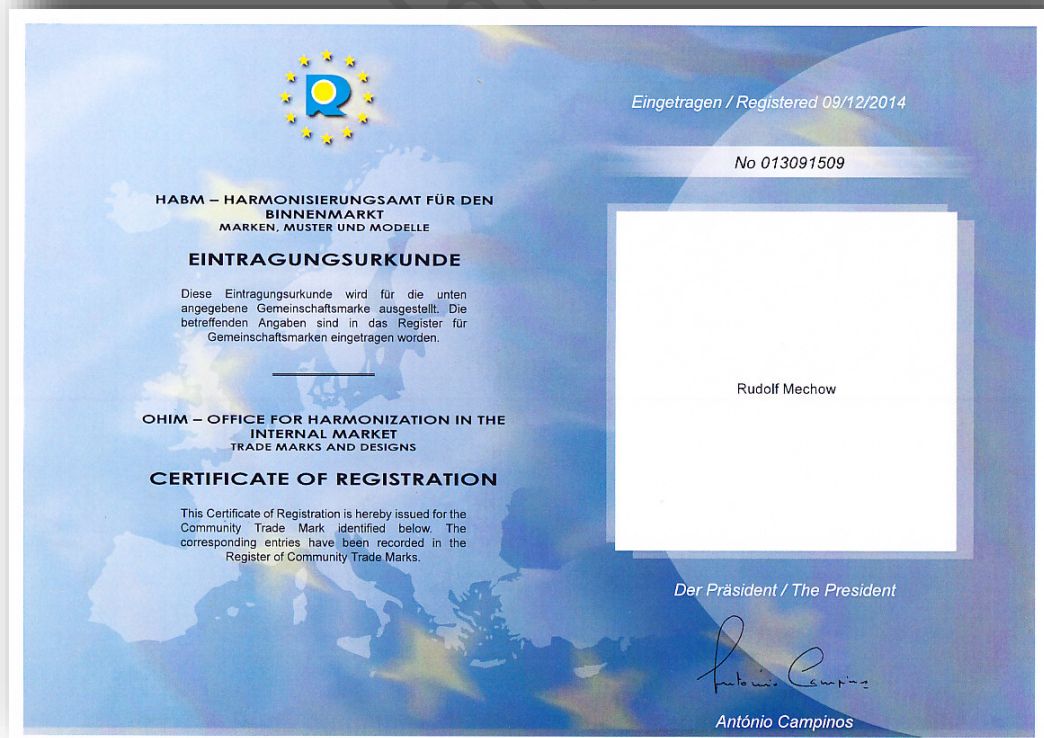 HABM – HARMONISIERUNGSAMT FÜR DEN
BINNENMARKT
MARKEN, MUSTER UND MODELLE
EINTRAGUNGSURKUNDE
Diese Eintragungsurkunde wird für die unten
angegebene Gemeinschaftsmarke ausgestellt. Die
betreffenden Angaben sind in das Register für
Gemeinschaftsmarken eingetragen worden.
OHIM – OFFICE FOR HARMONIZATION IN THE
INTERNAL MARKET
TRADE MARKS AND DESIGNS
CERTIFICATE OF REGISTRATION
This Certificate of Registration is hereby issued for the
Community Trade Mark identified below. The
corresponding entries have been recorded in the
Register of Community Trade Marks.
Eingetragen / Registered 09/12/2014
No 013091509
Rudolf Mechow
Der Präsident / The President
António Campinos
António Campinos